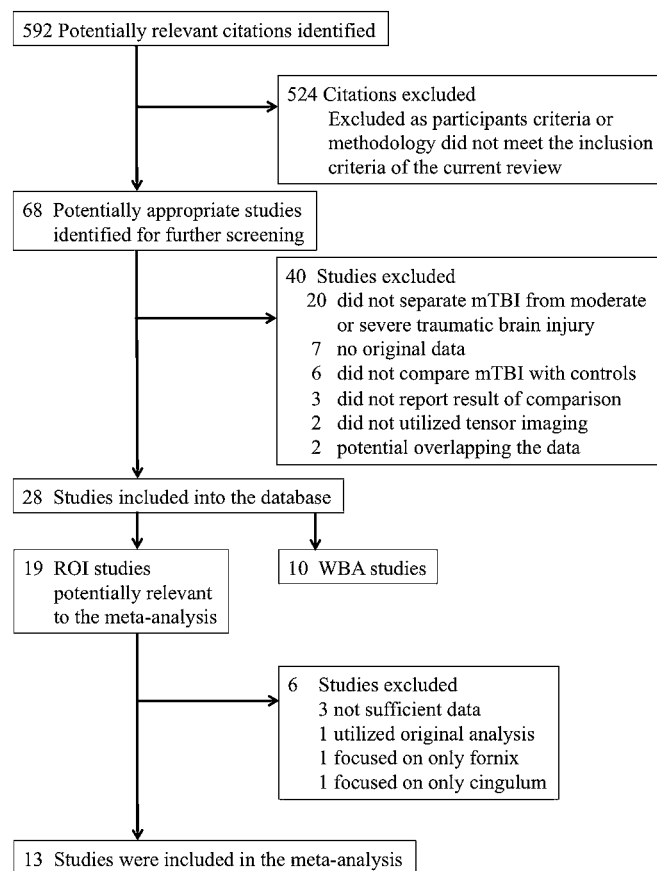 592 Potentially relevant citations identified
524 Citations excluded
Excluded as participants criteria or
methodology did not meet the inclusion
criteria of the current review
68 Potentially appropriate studies
identified for further screening
40 Studies excluded
20 did not separate mTBI from moderate
or severe traumatic brain injury
7 no original data
6 did not compare mTBI with controls
3 did not report result of comparison
2 did not utilized tensor imaging
2 potential overlapping the data
28 Studies included into the database
19 ROI studies
potentially relevant
to the meta-analysis
10 WBA studies
6 Studies excluded
3 not sufficient data
1 utilized original analysis
1 focused on only fornix
1 focused on only cingulum
13 Studies were included in the meta-analysis